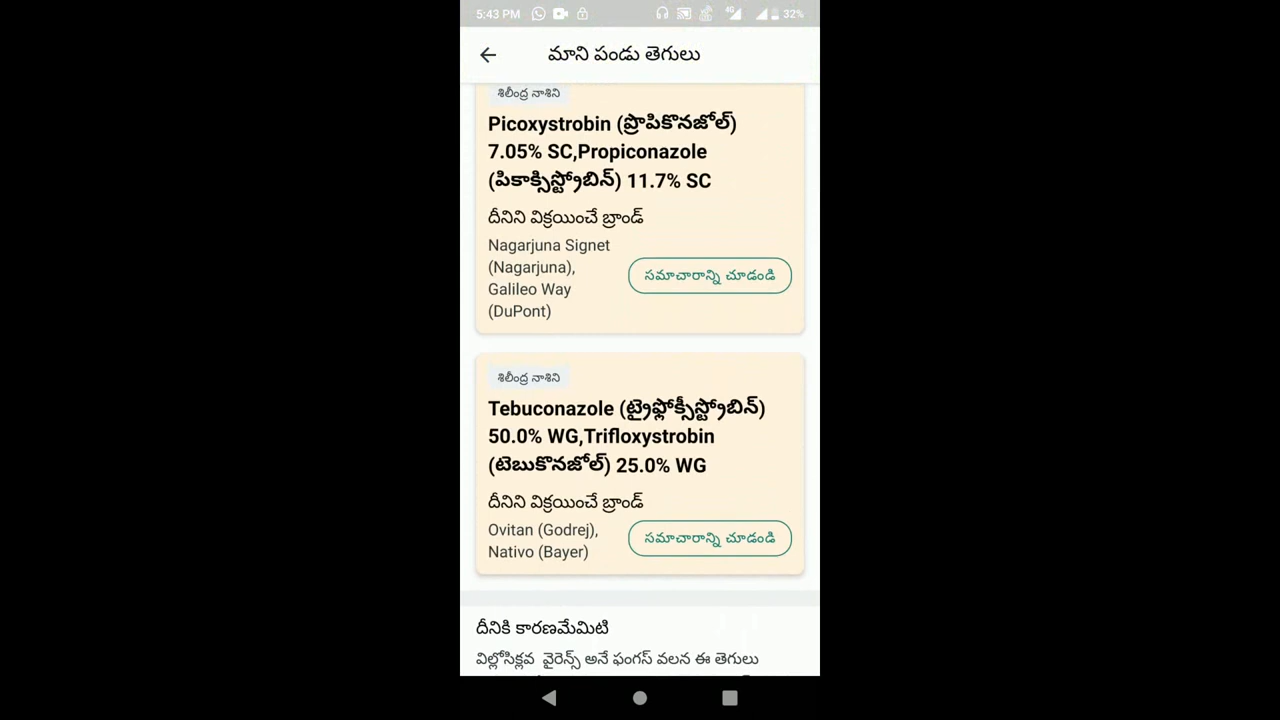 5:43 PM 4G 32%
మాని పండు తెగులు
శిలీంద్ర నాశిని
Picoxystrobin (ప్రొపికొనజోల్)
7.05% SC,Propiconazole
(పికాక్సిస్ట్రోబిన్) 11.7% SC
దీనిని విక్రయించే బ్రాండ్
Nagarjuna Signet
(Nagarjuna),
Galileo Way
(DuPont)
సమాచారాన్ని చూడండి
శిలీంద్ర నాశిని
Tebuconazole (ట్రైఫ్లోక్సీస్ట్రోబిన్)
50.0% WG,Trifloxystrobin
(టెబుకొనజోల్) 25.0% WG
దీనిని విక్రయించే బ్రాండ్
Ovitan (Godrej),
Nativo (Bayer)
సమాచారాన్ని చూడండి
దీనికి కారణమేమిటి
విల్లోసిక్లవ వైరెన్స్ అనే ఫంగస్ వలన ఈ తెగులు